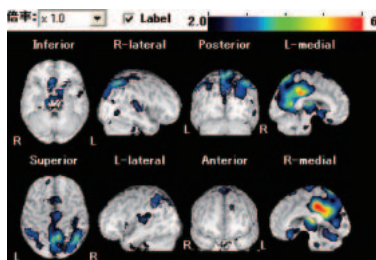 倍率: x 1.0 Label 2.0 6
Inferior R-lateral Posterior L-medial
R L L R
Superior L-lateral Anterior R-medial
L R R L